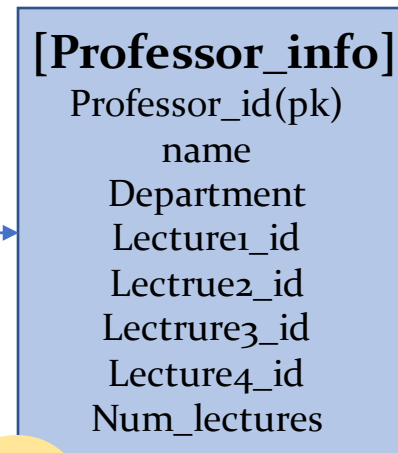 [Professor_info]
Professor_id(pk)
name
Department
Lecture1_id
Lectrue2_id
Lectrure3_id
Lecture4_id
Num_lectures